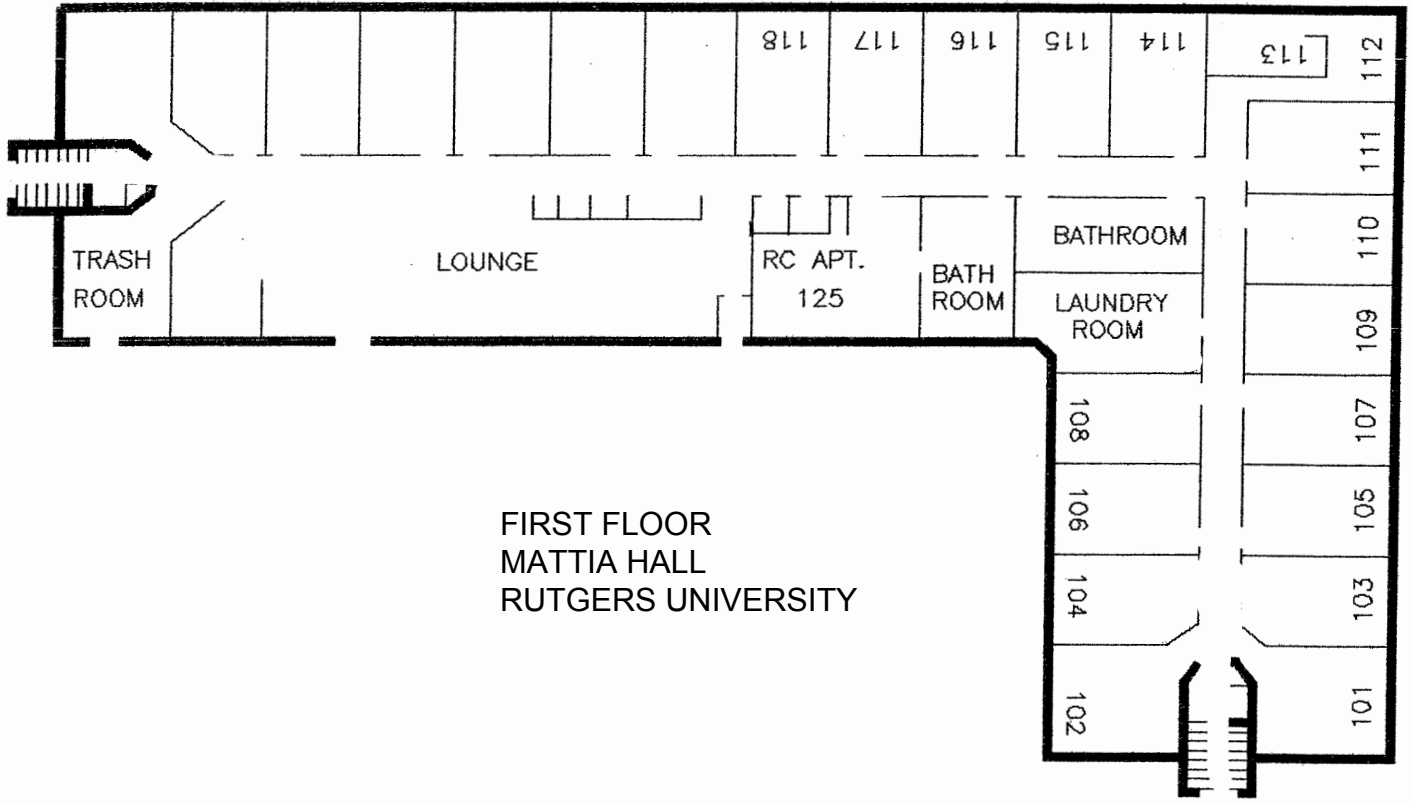 118
117
116
115
114
113
112
111
110
109
107
105
103
101
TRASH
ROOM
LOUNGE
RC APT.
125
BATH
ROOM
BATHROOM
LAUNDRY
ROOM
108
106
104
102
FIRST FLOOR
MATTIA HALL
RUTGERS UNIVERSITY